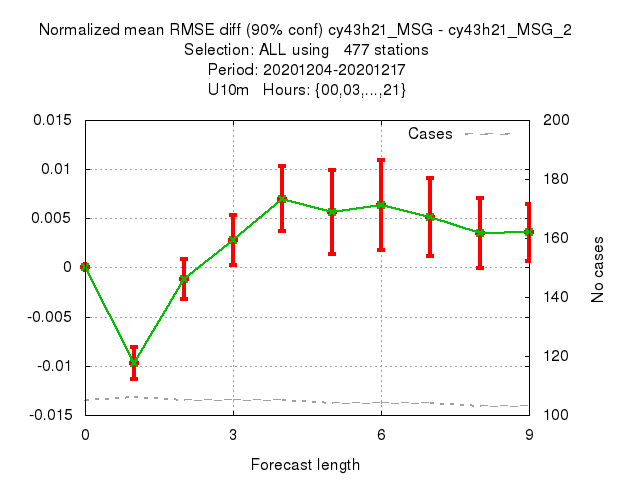 Normalized mean RMSE diff (90% conf) cy43h21_MSG - cy43h21_MSG_2
Selection: ALL using   477 stations
Period: 20201204-20201217
U10m   Hours: {00,03,...,21}
Cases
0.015
0.01
0.005
0
-0.005
-0.01
-0.015
200
180
160
140
120
100
No cases
0 3 6 9
Forecast length